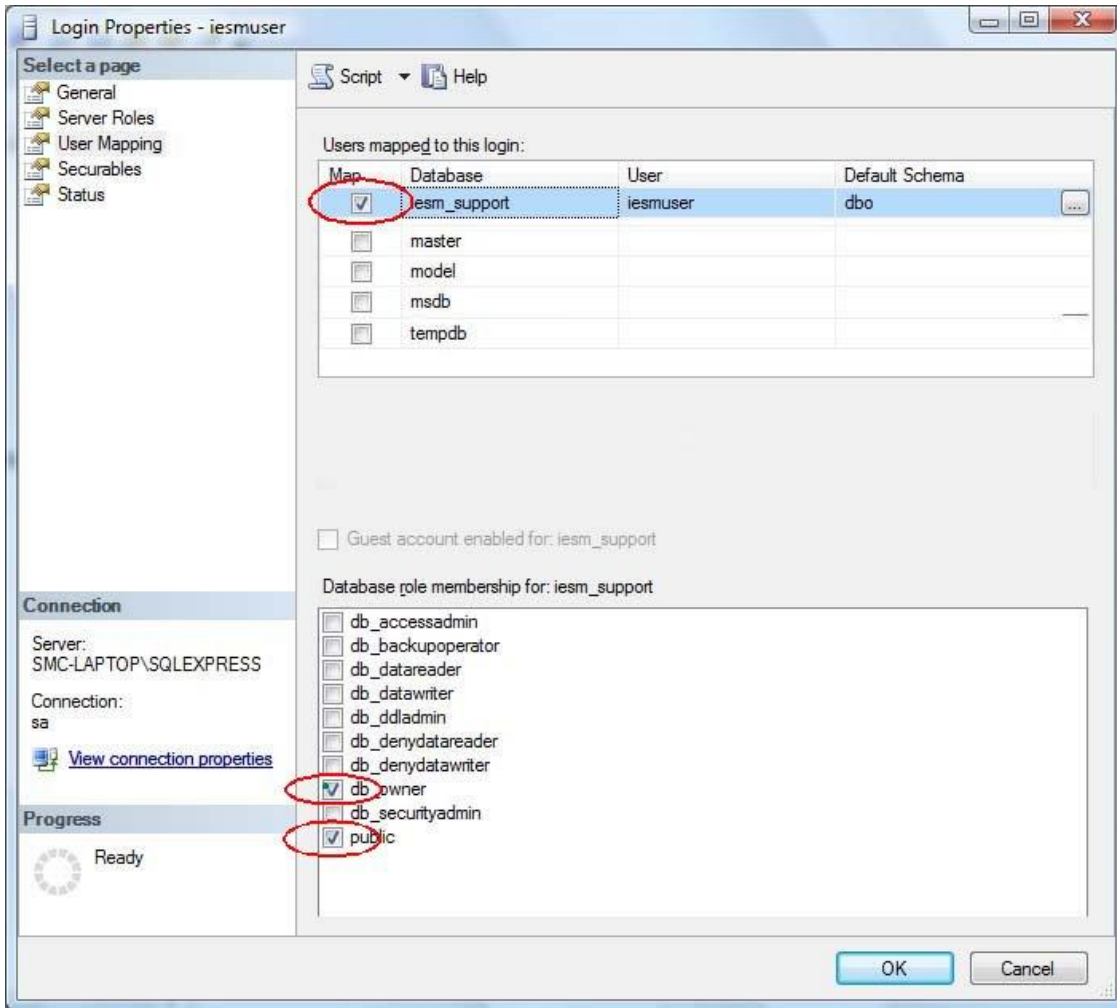 Login Properties - iesmuser
Select a page
General
Server Roles
User Mapping
Securables
Status
Script Help
Users mapped to this login:
Map Database User Default Schema
iesm_support iesmuser dbo ...
master
model
msdb
tempdb
Guest account enabled for: iesm_support
Database role membership for: iesm_support
db_accessadmin
db_backupoperator
db_datareader
db_datawriter
db_ddladmin
db_denydatareader
db_denydatawriter
db_owner
db_securityadmin
public
Connection
Server:
SMC-LAPTOP\SQLEXPRESS
Connection:
sa
View connection properties
Progress
Ready
OK Cancel